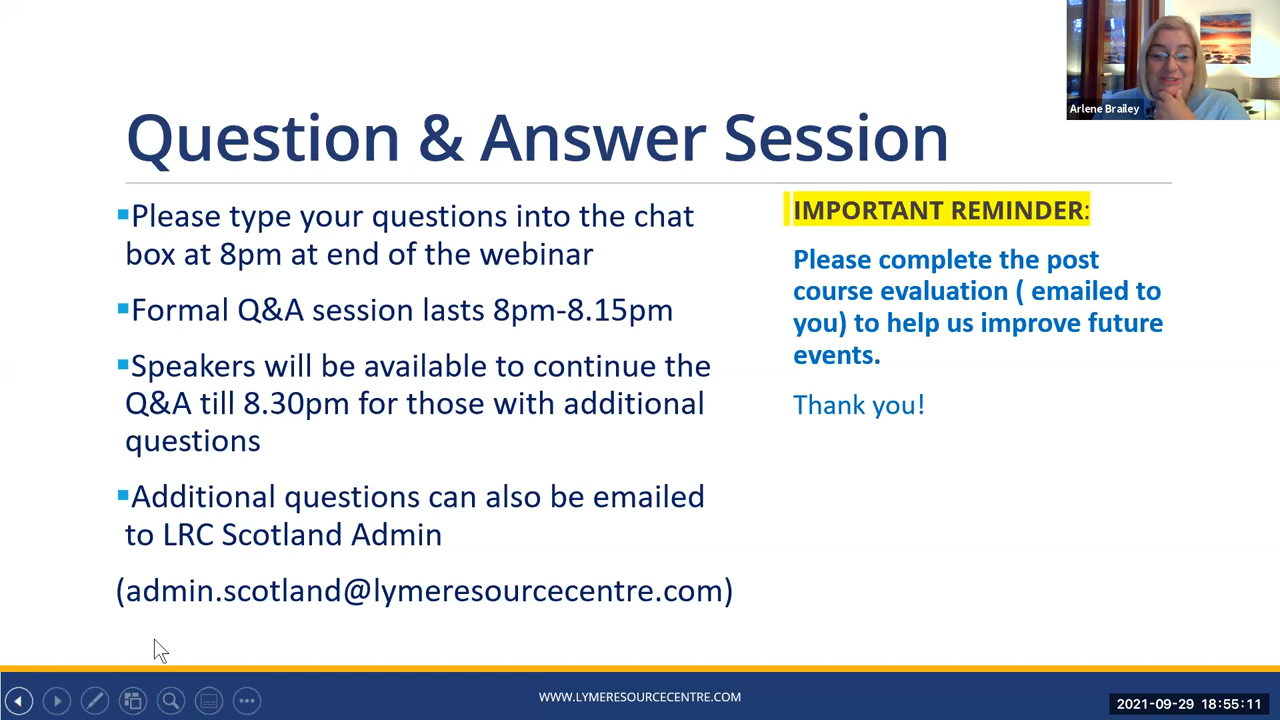 Arlene Brailey
Question & Answer Session
▪Please type your questions into the chat
box at 8pm at end of the webinar
▪Formal Q&A session lasts 8pm-8.15pm
▪Speakers will be available to continue the
Q&A till 8.30pm for those with additional
questions
▪Additional questions can also be emailed
to LRC Scotland Admin
(admin.scotland@lymeresourcecentre.com)
IMPORTANT REMINDER:
Please complete the post
course evaluation ( emailed to
you) to help us improve future
events.
Thank you!
WWW.LYMERESOURCECENTRE.COM
2021-09-29 18:55:11